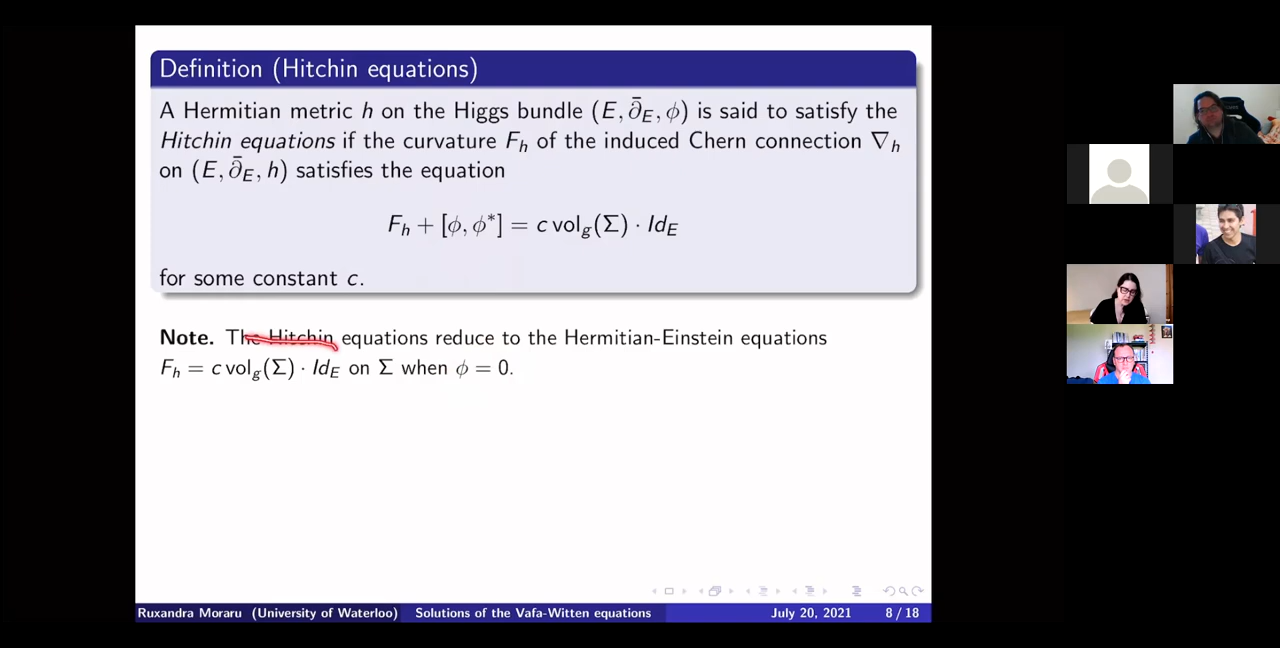 Definition (Hitchin equations)
A Hermitian metric h on the Higgs bundle (E, ∂̄_E, ϕ) is said to satisfy the
Hitchin equations if the curvature F_h of the induced Chern connection ∇_h
on (E, ∂̄_E, h) satisfies the equation
F_h + [ϕ, ϕ*] = c vol_g(Σ) · Id_E
for some constant c.
Note. The Hitchin equations reduce to the Hermitian-Einstein equations
F_h = c vol_g(Σ) · Id_E on Σ when ϕ = 0.
Ruxandra Moraru (University of Waterloo) Solutions of the Vafa-Witten equations July 20, 2021 8 / 18